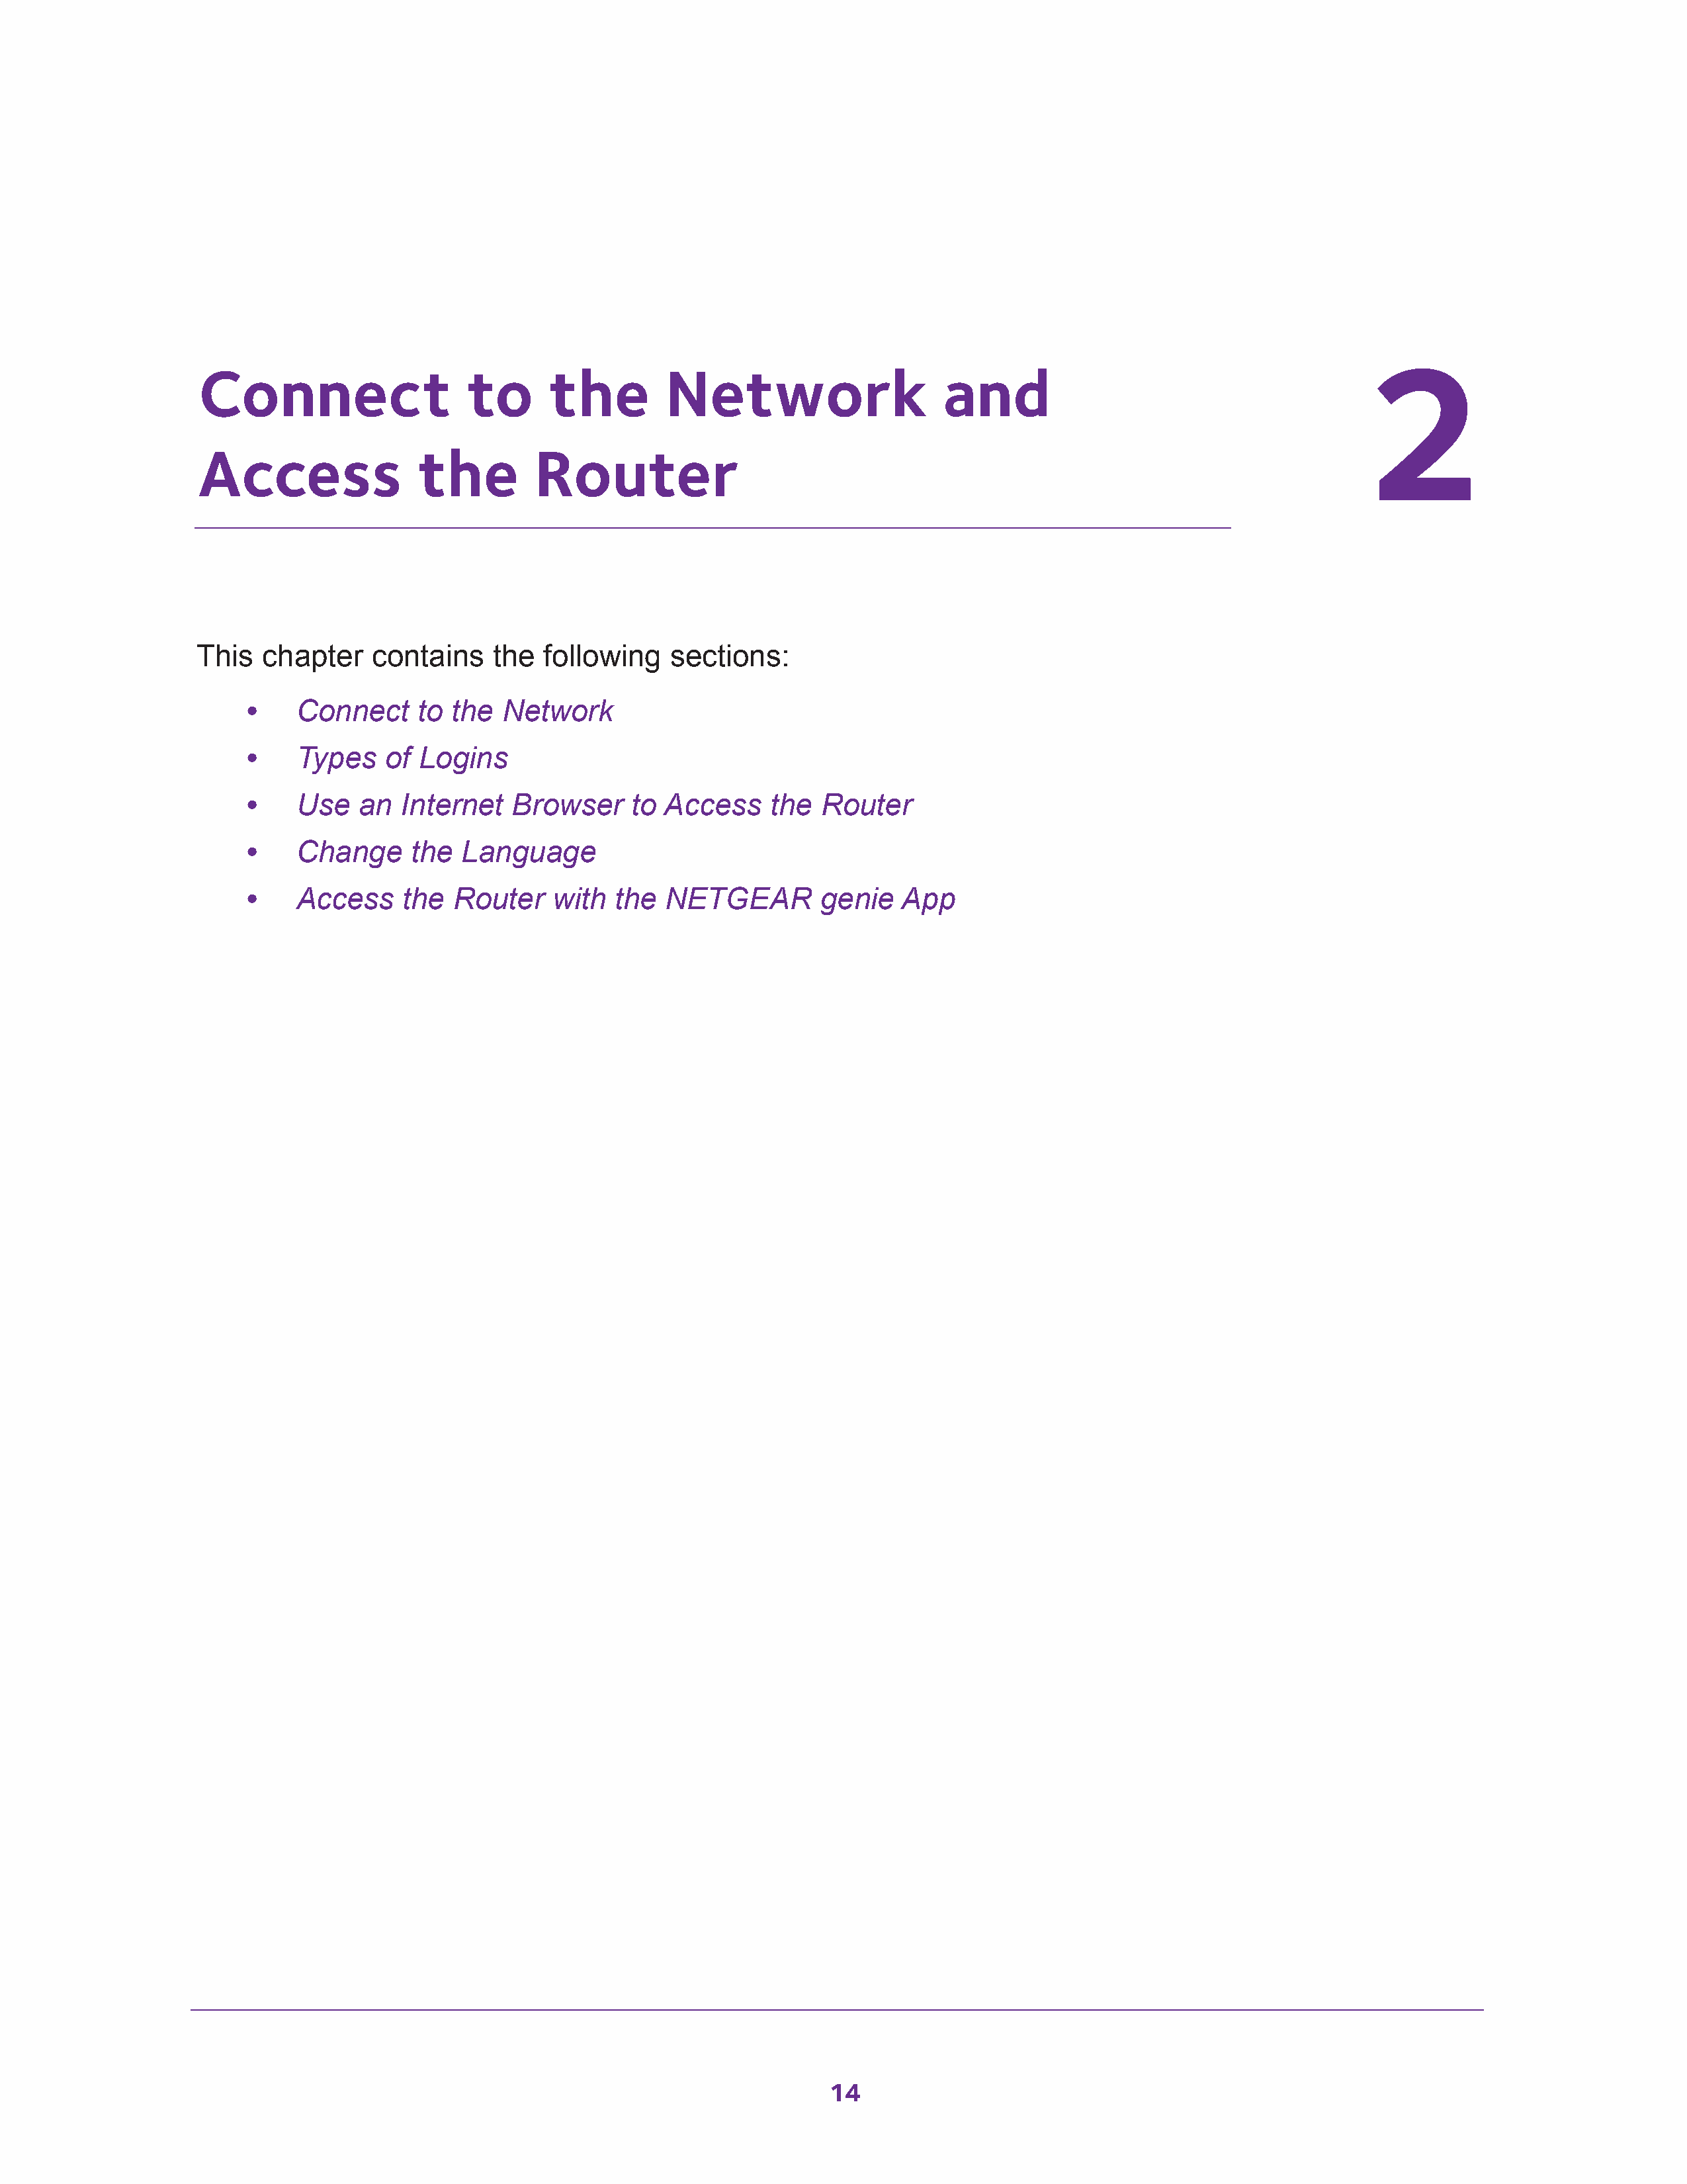 Connect to the Network and
Access the Router
2
This chapter contains the following sections:
• Connect to the Network
• Types of Logins
• Use an Internet Browser to Access the Router
• Change the Language
• Access the Router with the NETGEAR genie App
14